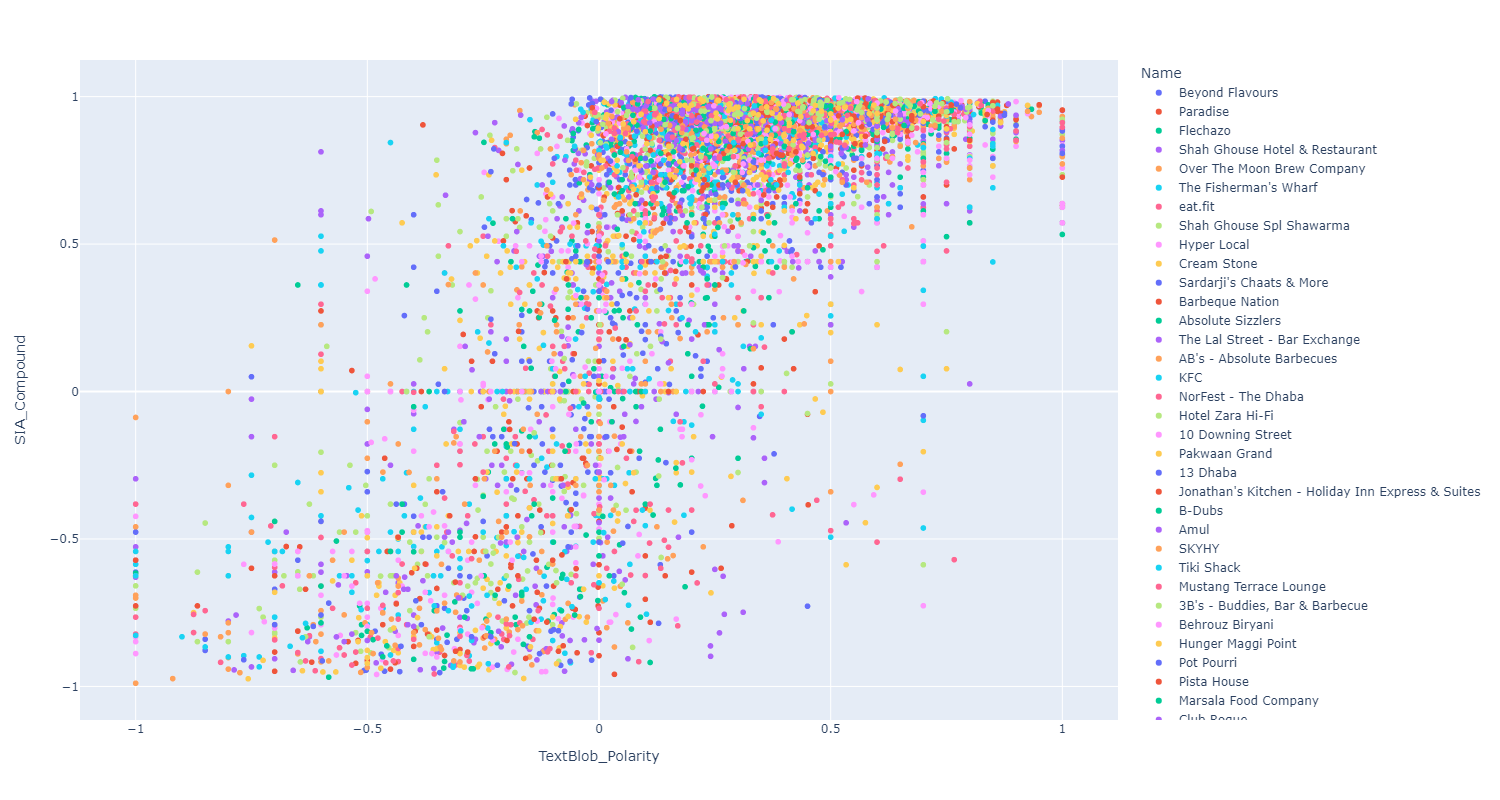 1
0.5
0
−0.5
−1
SIA_Compound
−1
−0.5
0
0.5
1
TextBlob_Polarity
Name
Beyond Flavours
Paradise
Flechazo
Shah Ghouse Hotel & Restaurant
Over The Moon Brew Company
The Fisherman's Wharf
eat.fit
Shah Ghouse Spl Shawarma
Hyper Local
Cream Stone
Sardarji's Chaats & More
Barbeque Nation
Absolute Sizzlers
The Lal Street - Bar Exchange
AB's - Absolute Barbecues
KFC
NorFest - The Dhaba
Hotel Zara Hi-Fi
10 Downing Street
Pakwaan Grand
13 Dhaba
Jonathan's Kitchen - Holiday Inn Express & Suites
B-Dubs
Amul
SKYHY
Tiki Shack
Mustang Terrace Lounge
3B's - Buddies, Bar & Barbecue
Behrouz Biryani
Hunger Maggi Point
Pot Pourri
Pista House
Marsala Food Company
Club Rogue